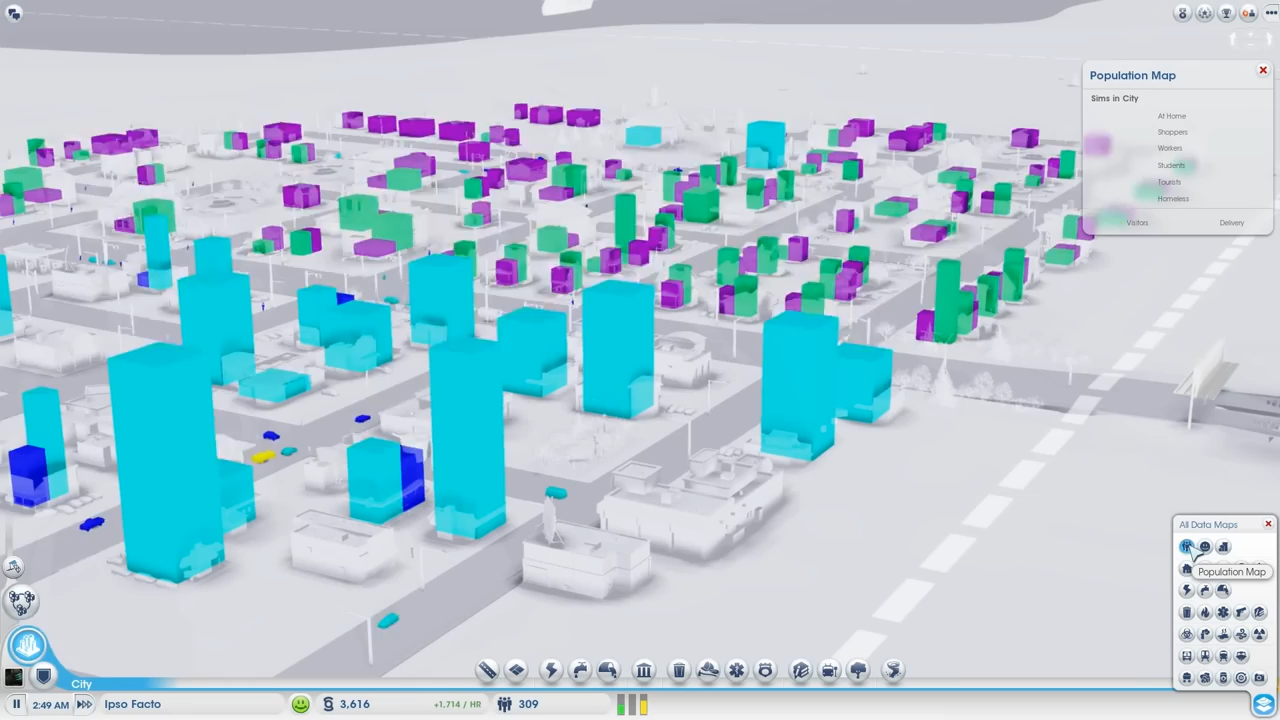 Population Map
Sims in City
At Home
Shoppers
Workers
Students
Tourists
Homeless
Visitors Delivery
All Data Maps
Population Map
City
2:49 AM Ipso Facto 3,616 +1,714 / HR 309